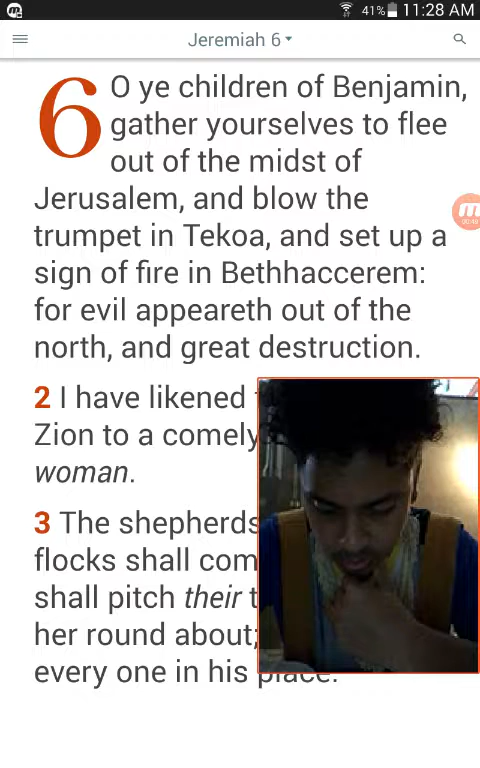 41% 11:28 AM
Jeremiah 6
6 O ye children of Benjamin,
gather yourselves to flee
out of the midst of
Jerusalem, and blow the
trumpet in Tekoa, and set up a
sign of fire in Bethhaccerem:
for evil appeareth out of the
north, and great destruction.
2 I have likened
Zion to a comely
woman.
3 The shepherds
flocks shall com
shall pitch their t
her round about;
every one in his place.